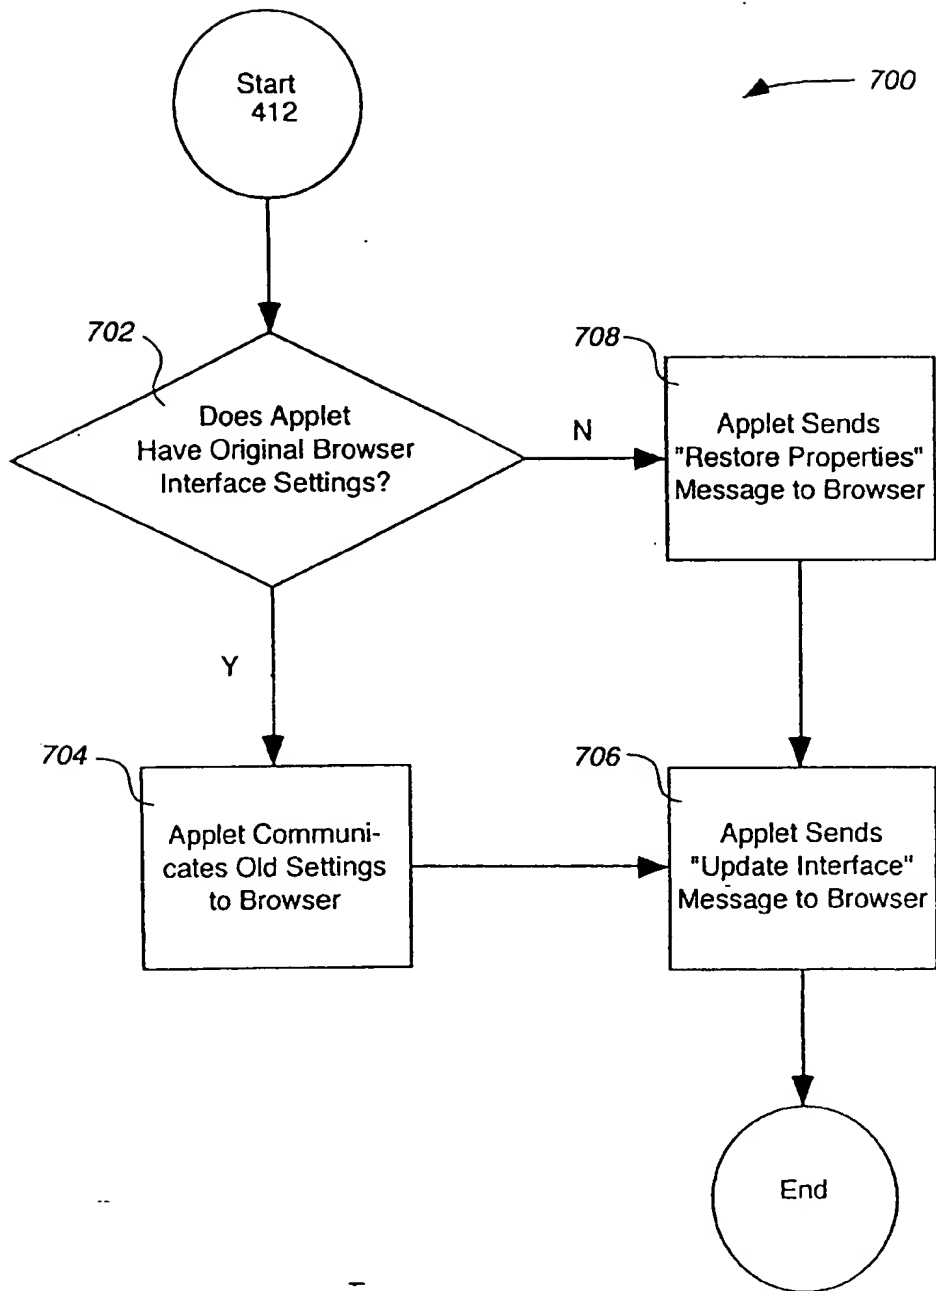 Start
412
700
702
Does Applet
Have Original Browser
Interface Settings?
N
708
Applet Sends
"Restore Properties"
Message to Browser
Y
704
Applet Communi-
cates Old Settings
to Browser
706
Applet Sends
"Update Interface"
Message to Browser
End